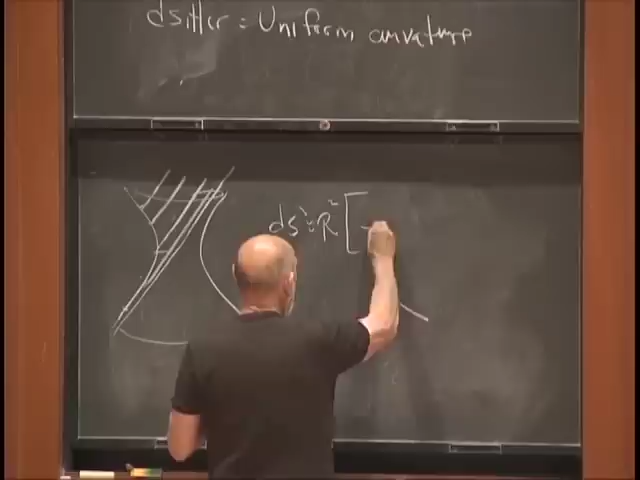 dsitter = Uniform curvature
ds² = R² [ -